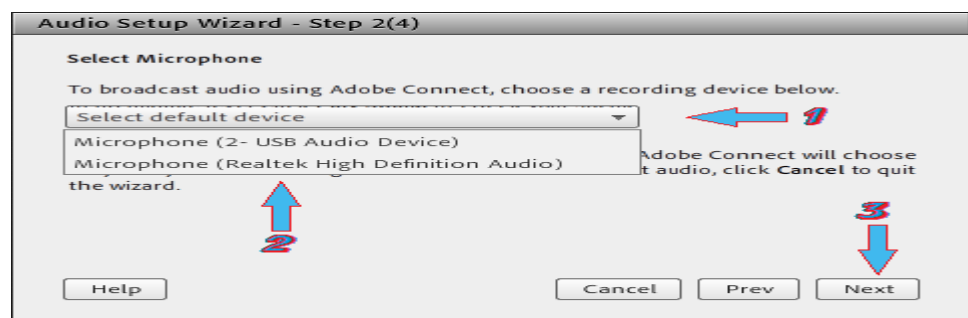 Audio Setup Wizard - Step 2(4)
Select Microphone
To broadcast audio using Adobe Connect, choose a recording device below.
Select default device
1
Microphone (2- USB Audio Device)
Microphone (Realtek High Definition Audio)
Adobe Connect will choose
t audio, click Cancel to quit
the wizard.
2
3
Help
Cancel
Prev
Next